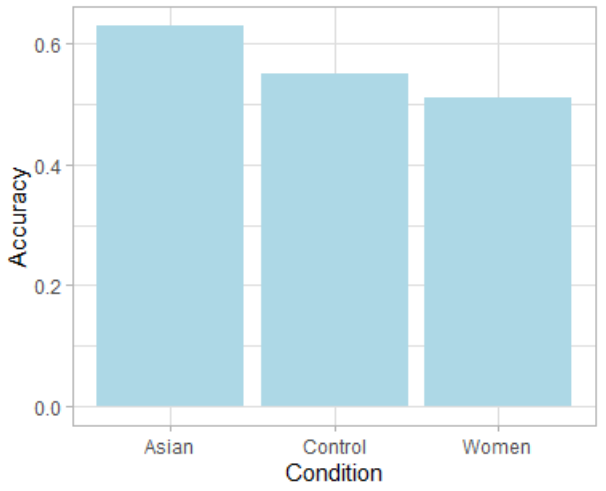 0.6
0.4
0.2
0.0
Accuracy
Asian Control Women
Condition